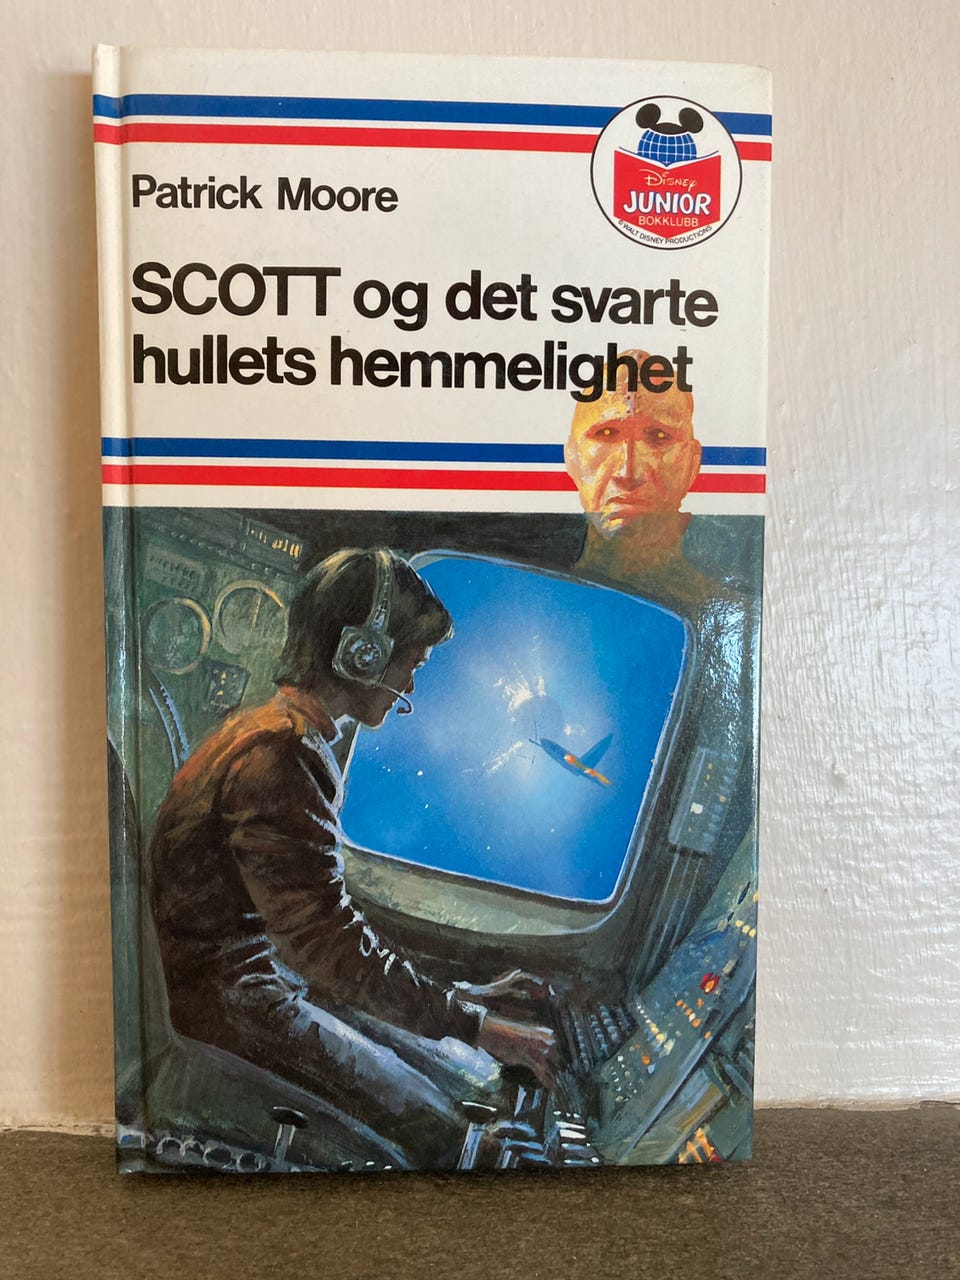 Disney
JUNIOR
BOKKLUBB
© WALT DISNEY PRODUCTIONS
Patrick Moore
SCOTT og det svarte
hullets hemmelighet